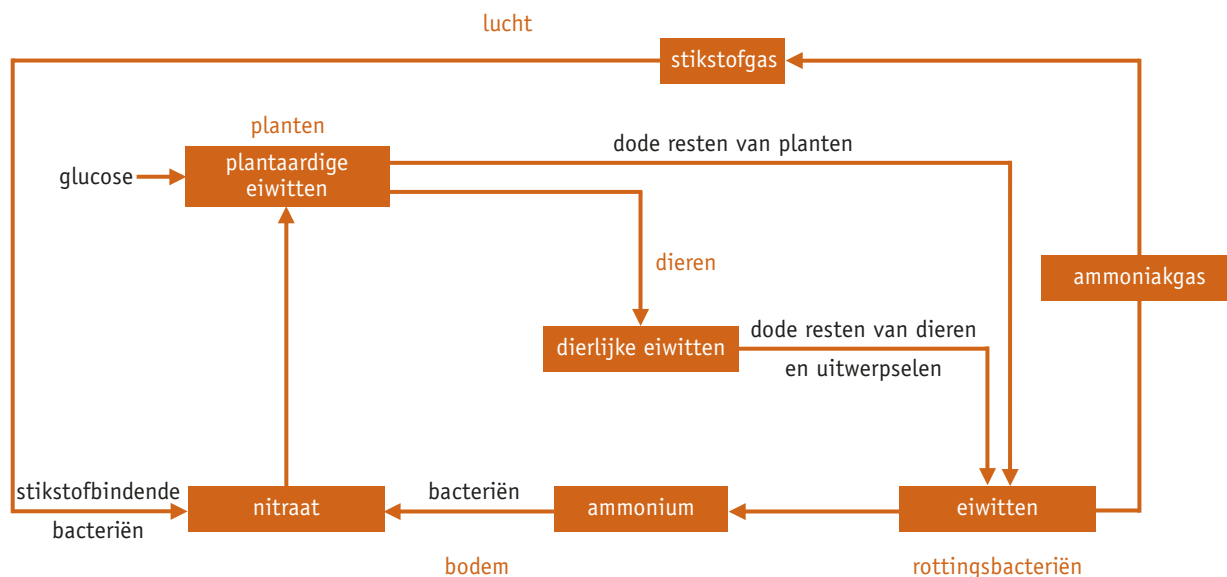 lucht
stikstofgas
planten
dode resten van planten
plantaardige
eiwitten
glucose
dieren
ammoniakgas
dode resten van dieren
dierlijke eiwitten
en uitwerpselen
stikstofbindende
bacteriën
nitraat
bacteriën
ammonium
eiwitten
bodem
rottingsbacteriën